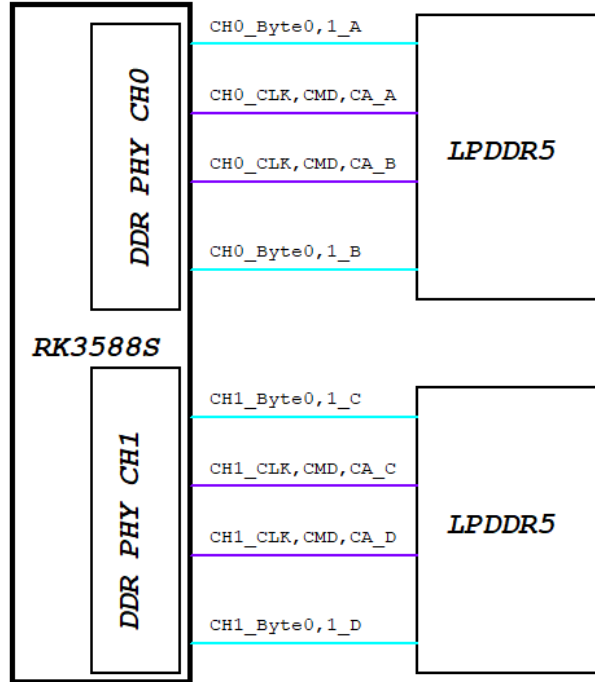 CH0_Byte0,1_A
CH0_CLK,CMD,CA_A
CH0_CLK,CMD,CA_B
CH0_Byte0,1_B
DDR PHY CH0
LPDDR5
RK3588S
CH1_Byte0,1_C
CH1_CLK,CMD,CA_C
CH1_CLK,CMD,CA_D
CH1_Byte0,1_D
DDR PHY CH1
LPDDR5